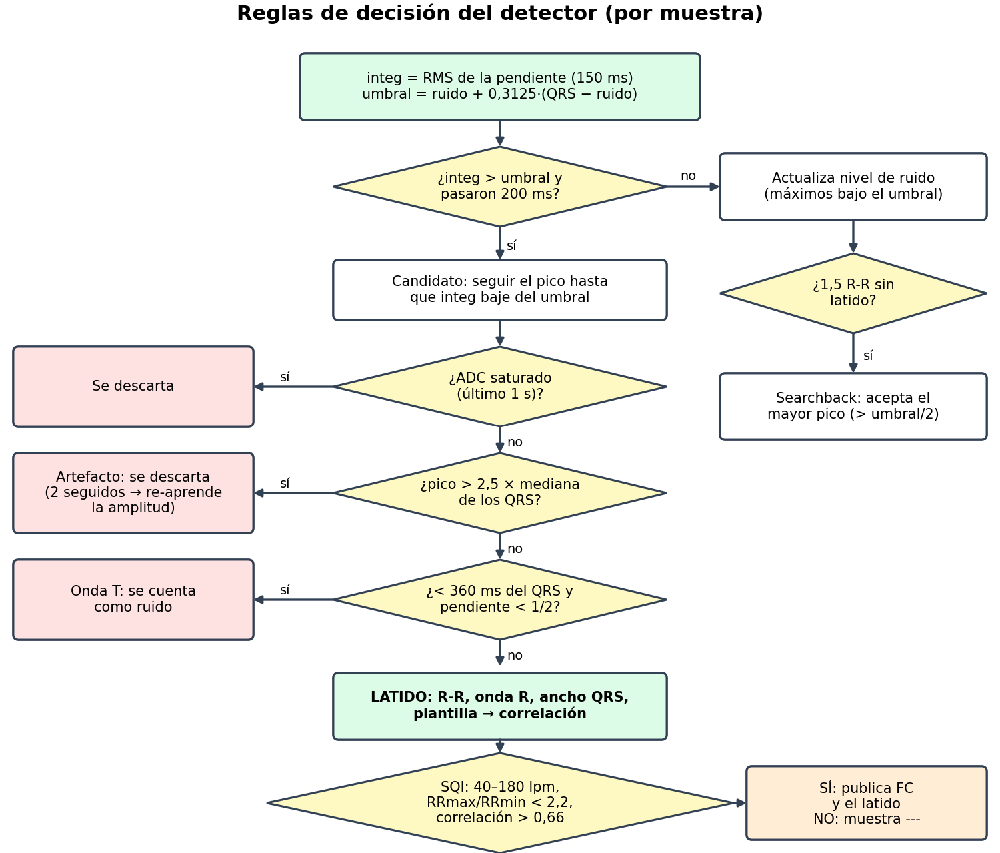 Reglas de decisión del detector (por muestra)
integ = RMS de la pendiente (150 ms)
umbral = ruido + 0,3125·(QRS − ruido)
¿integ > umbral y
pasaron 200 ms?
no
Actualiza nivel de ruido
(máximos bajo el umbral)
sí
Candidato: seguir el pico hasta
que integ baje del umbral
¿1,5 R-R sin
latido?
sí
Searchback: acepta el
mayor pico (> umbral/2)
¿ADC saturado
(último 1 s)?
sí
Se descarta
no
¿pico > 2,5 × mediana
de los QRS?
sí
Artefacto: se descarta
(2 seguidos → re-aprende
la amplitud)
no
¿< 360 ms del QRS y
pendiente < 1/2?
sí
Onda T: se cuenta
como ruido
no
LATIDO: R-R, onda R, ancho QRS,
plantilla → correlación
SQI: 40–180 lpm,
RRmax/RRmin < 2,2,
correlación > 0,66
SÍ: publica FC
y el latido
NO: muestra ---